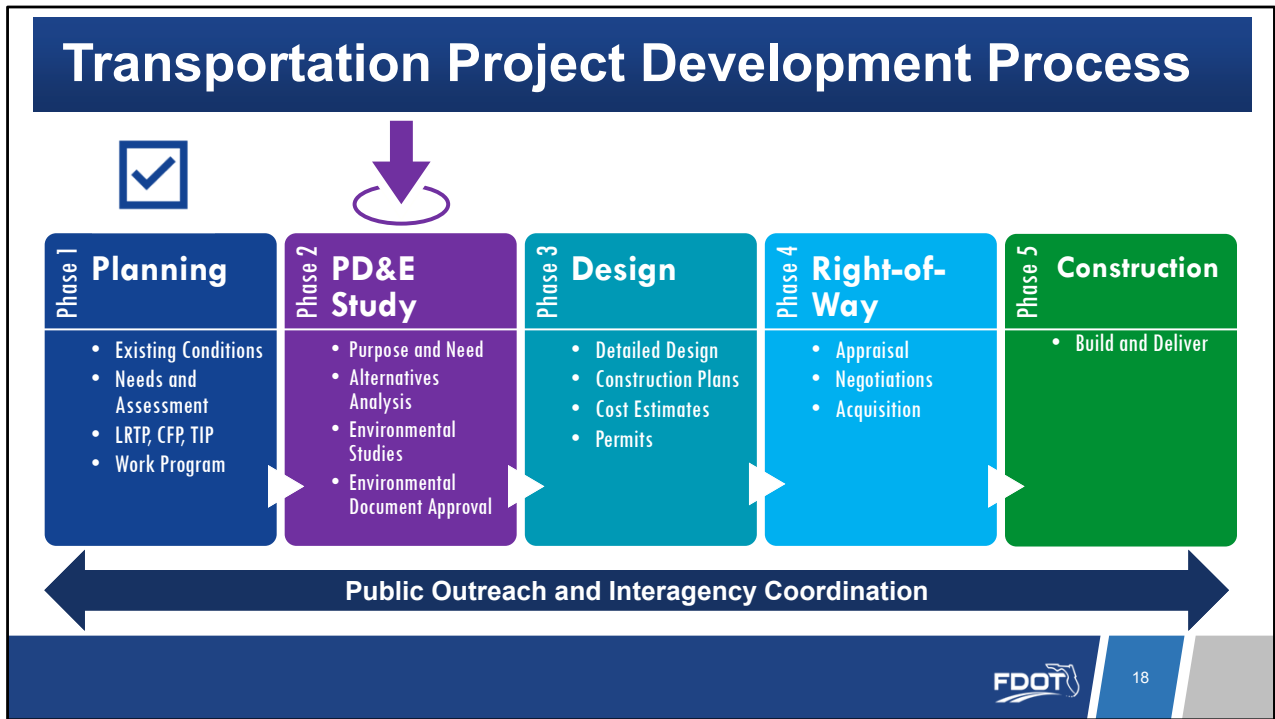 Transportation Project Development Process
Phase 1
Planning
• Existing Conditions
• Needs and
Assessment
• LRTP, CFP, TIP
• Work Program
Phase 2
PD&E
Study
• Purpose and Need
• Alternatives
Analysis
• Environmental
Studies
• Environmental
Document Approval
Phase 3
Design
• Detailed Design
• Construction Plans
• Cost Estimates
• Permits
Phase 4
Right-of-
Way
• Appraisal
• Negotiations
• Acquisition
Phase 5
Construction
• Build and Deliver
Public Outreach and Interagency Coordination
FDOT
18